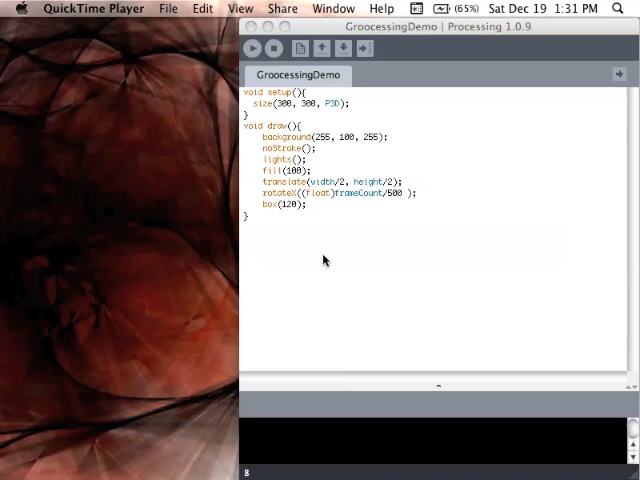 QuickTime Player File Edit View Share Window Help (65%) Sat Dec 19 1:31 PM
GroocessingDemo | Processing 1.0.9
GroocessingDemo
void setup(){
size(300, 300, P3D);
}
void draw(){
background(255, 100, 255);
noStroke();
lights();
fill(100);
translate(width/2, height/2);
rotateX((float)frameCount/500 );
box(120);
}
8